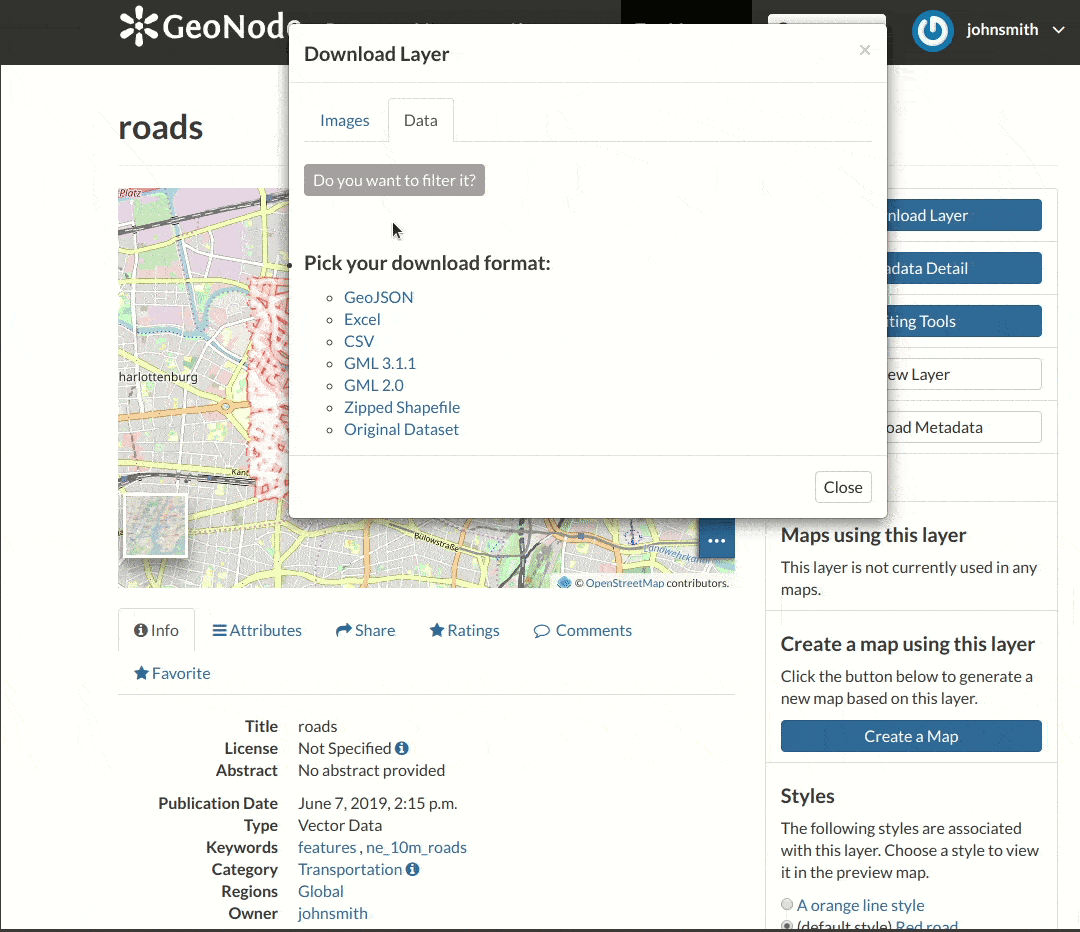 GeoNode
johnsmith
Download Layer
×
Images
Data
Do you want to filter it?
Pick your download format:
GeoJSON
Excel
CSV
GML 3.1.1
GML 2.0
Zipped Shapefile
Original Dataset
Close
roads
Platz
harlottenburg
Kant
Bülowstraße
Landwehrkanal
© OpenStreetMap contributors.
nload Layer
adata Detail
iting Tools
ew Layer
oad Metadata
Maps using this layer
This layer is not currently used in any
maps.
Create a map using this layer
Click the button below to generate a
new map based on this layer.
Create a Map
Styles
The following styles are associated
with this layer. Choose a style to view
it in the preview map.
A orange line style
(default style) Red road
Info
Attributes
Share
Ratings
Comments
Favorite
Title roads
License Not Specified
Abstract No abstract provided
Publication Date June 7, 2019, 2:15 p.m.
Type Vector Data
Keywords features , ne_10m_roads
Category Transportation
Regions Global
Owner johnsmith